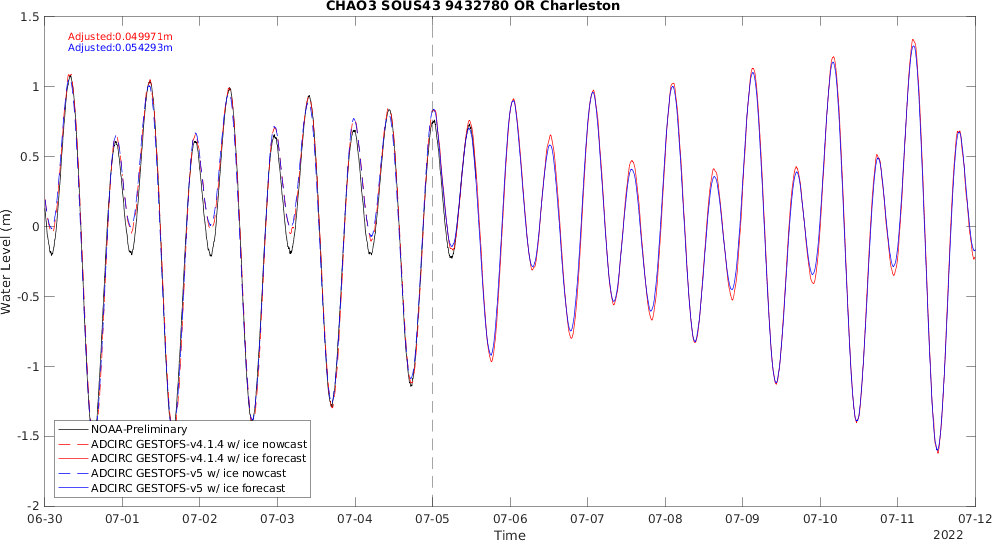 CHAO3 SOUS43 9432780 OR Charleston
Adjusted:0.049971m
Adjusted:0.054293m
1.5
1
0.5
0
-0.5
-1
-1.5
-2
Water Level (m)
NOAA-Preliminary
ADCIRC GESTOFS-v4.1.4 w/ ice nowcast
ADCIRC GESTOFS-v4.1.4 w/ ice forecast
ADCIRC GESTOFS-v5 w/ ice nowcast
ADCIRC GESTOFS-v5 w/ ice forecast
06-30 07-01 07-02 07-03 07-04 07-05 07-06 07-07 07-08 07-09 07-10 07-11 07-12
Time
2022